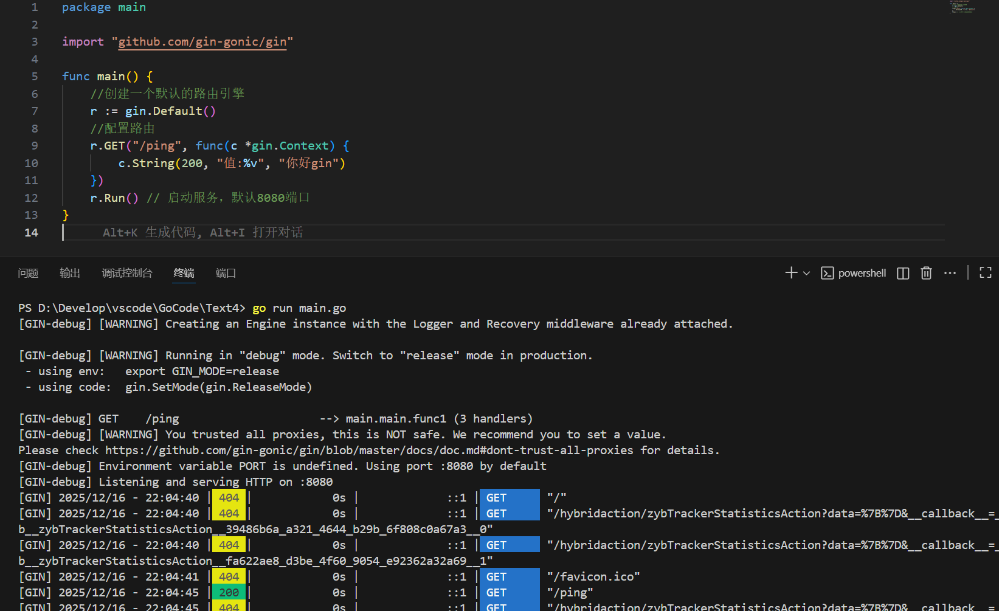 1 package main
2
3 import "github.com/gin-gonic/gin"
4
5 func main() {
6 //创建一个默认的路由引擎
7 r := gin.Default()
8 //配置路由
9 r.GET("/ping", func(c *gin.Context) {
10 c.String(200, "值:%v", "你好gin")
11 })
12 r.Run() // 启动服务，默认8080端口
13 }
14 Alt+K 生成代码, Alt+I 打开对话
问题 输出 调试控制台 终端 端口 powershell
PS D:\Develop\vscode\GoCode\Text4> go run main.go
[GIN-debug] [WARNING] Creating an Engine instance with the Logger and Recovery middleware already attached.
[GIN-debug] [WARNING] Running in "debug" mode. Switch to "release" mode in production.
- using env: export GIN_MODE=release
- using code: gin.SetMode(gin.ReleaseMode)
[GIN-debug] GET /ping --> main.main.func1 (3 handlers)
[GIN-debug] [WARNING] You trusted all proxies, this is NOT safe. We recommend you to set a value.
Please check https://github.com/gin-gonic/gin/blob/master/docs/doc.md#dont-trust-all-proxies for details.
[GIN-debug] Environment variable PORT is undefined. Using port :8080 by default
[GIN-debug] Listening and serving HTTP on :8080
[GIN] 2025/12/16 - 22:04:40 | 404 | 0s | ::1 | GET "/"
[GIN] 2025/12/16 - 22:04:40 | 404 | 0s | ::1 | GET "/hybridaction/zybTrackerStatisticsAction?data=%7B%7D&__callback__=_
b__zybTrackerStatisticsAction__39486b6a_a321_4644_b29b_6f808c0a67a3__0"
[GIN] 2025/12/16 - 22:04:40 | 404 | 0s | ::1 | GET "/hybridaction/zybTrackerStatisticsAction?data=%7B%7D&__callback__=_
b__zybTrackerStatisticsAction__fa622ae8_d3be_4f60_9054_e92362a32a69__1"
[GIN] 2025/12/16 - 22:04:41 | 404 | 0s | ::1 | GET "/favicon.ico"
[GIN] 2025/12/16 - 22:04:45 | 200 | 0s | ::1 | GET "/ping"
[GIN] 2025/12/16 - 22:04:45 | 404 | 0s | ::1 | GET "/hybridaction/zybTrackerStatisticsAction?data=%7B%7D&__callback__=_